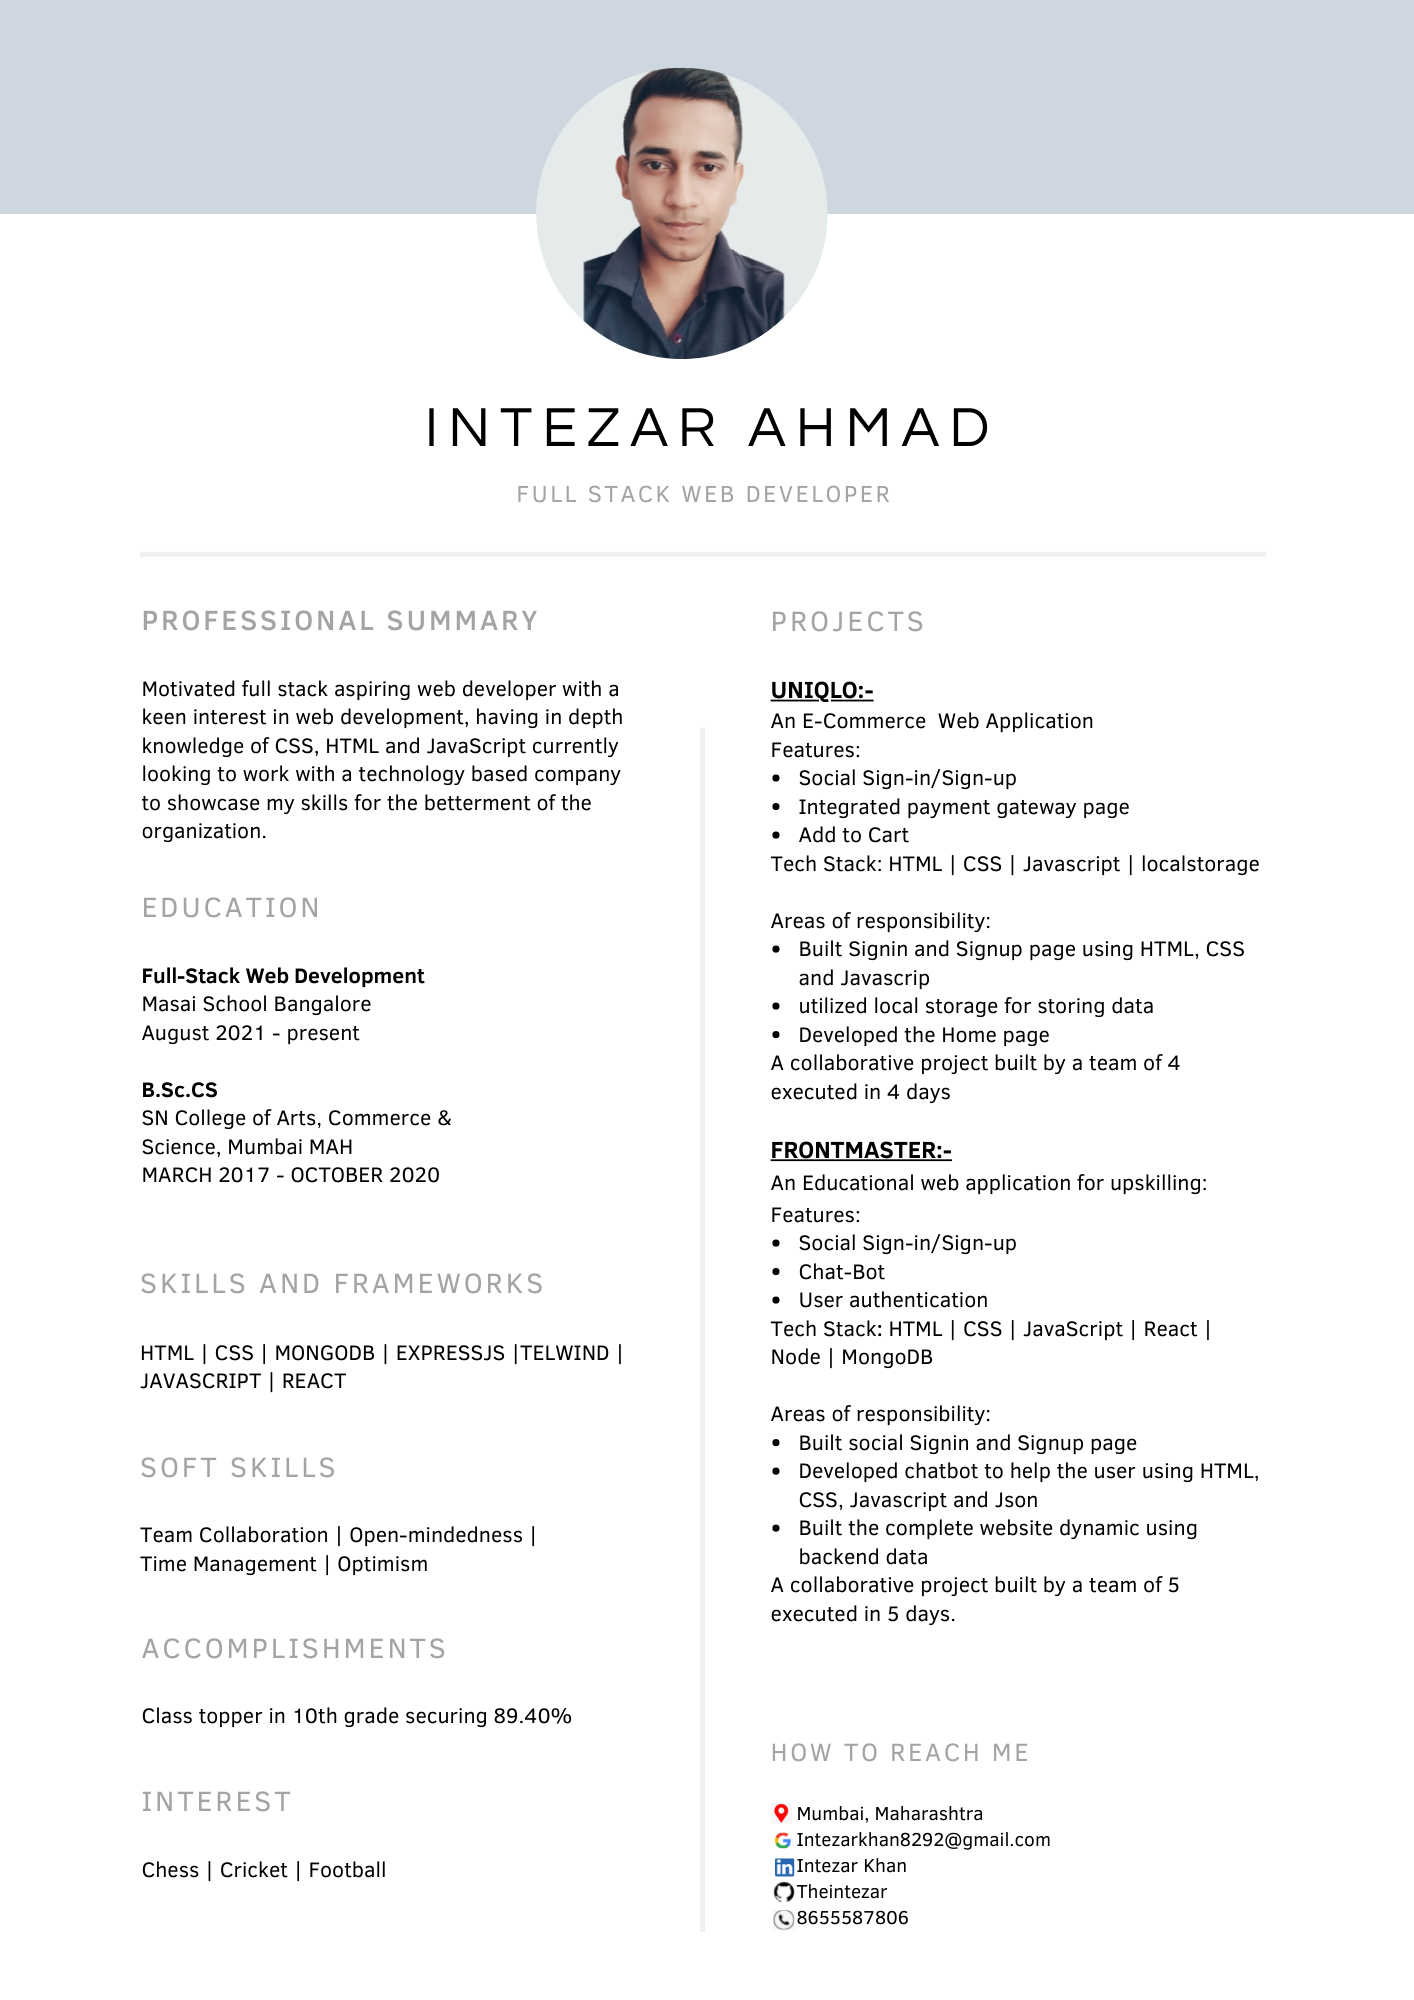 INTEZAR AHMAD
FULL STACK WEB DEVELOPER
PROFESSIONAL SUMMARY
Motivated full stack aspiring web developer with a
keen interest in web development, having in depth
knowledge of CSS, HTML and JavaScript currently
looking to work with a technology based company
to showcase my skills for the betterment of the
organization.
EDUCATION
Full-Stack Web Development
Masai School Bangalore
August 2021 - present
B.Sc.CS
SN College of Arts, Commerce &
Science, Mumbai MAH
MARCH 2017 - OCTOBER 2020
SKILLS AND FRAMEWORKS
HTML | CSS | MONGODB | EXPRESSJS |TELWIND |
JAVASCRIPT | REACT
SOFT SKILLS
Team Collaboration | Open-mindedness |
Time Management | Optimism
ACCOMPLISHMENTS
Class topper in 10th grade securing 89.40%
INTEREST
Chess | Cricket | Football
PROJECTS
UNIQLO:-
An E-Commerce  Web Application
Features:
• Social Sign-in/Sign-up
• Integrated payment gateway page
• Add to Cart
Tech Stack: HTML | CSS | Javascript | localstorage
Areas of responsibility:
• Built Signin and Signup page using HTML, CSS
and Javascrip
• utilized local storage for storing data
• Developed the Home page
A collaborative project built by a team of 4
executed in 4 days
FRONTMASTER:-
An Educational web application for upskilling:
Features:
• Social Sign-in/Sign-up
• Chat-Bot
• User authentication
Tech Stack: HTML | CSS | JavaScript | React |
Node | MongoDB
Areas of responsibility:
• Built social Signin and Signup page
• Developed chatbot to help the user using HTML,
CSS, Javascript and Json
• Built the complete website dynamic using
backend data
A collaborative project built by a team of 5
executed in 5 days.
HOW TO REACH ME
Mumbai, Maharashtra
Intezarkhan8292@gmail.com
Intezar Khan
Theintezar
8655587806